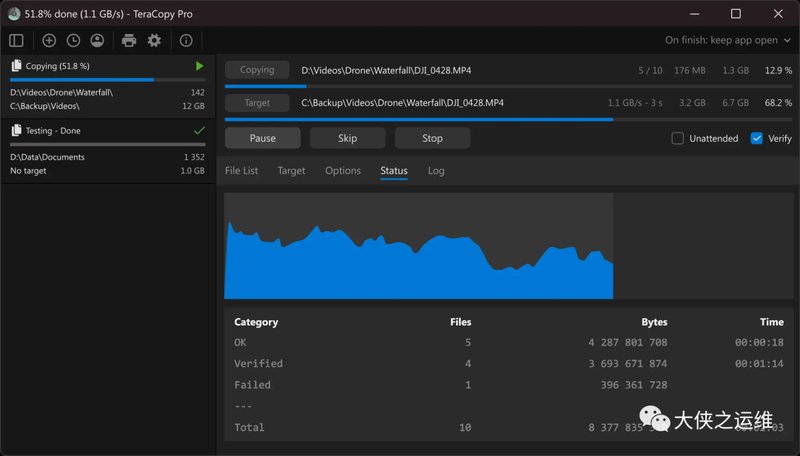 51.8% done (1.1 GB/s) - TeraCopy Pro
On finish: keep app open
Copying (51.8 %)
D:\Videos\Drone\Waterfall\ 142
C:\Backup\Videos\ 12 GB
Testing - Done
D:\Data\Documents 1 352
No target 1.0 GB
Copying D:\Videos\Drone\Waterfall\DJI_0428.MP4 5 / 10 176 MB 1.3 GB 12.9 %
Target C:\Backup\Videos\Drone\Waterfall\DJI_0428.MP4 1.1 GB/s - 3 s 3.2 GB 6.7 GB 68.2 %
Pause Skip Stop Unattended Verify
File List Target Options Status Log
Category Files Bytes Time
OK 5 4 287 801 708 00:00:18
Verified 4 3 693 671 874 00:01:14
Failed 1 396 361 728
---
Total 10 8 377 835
大侠之运维